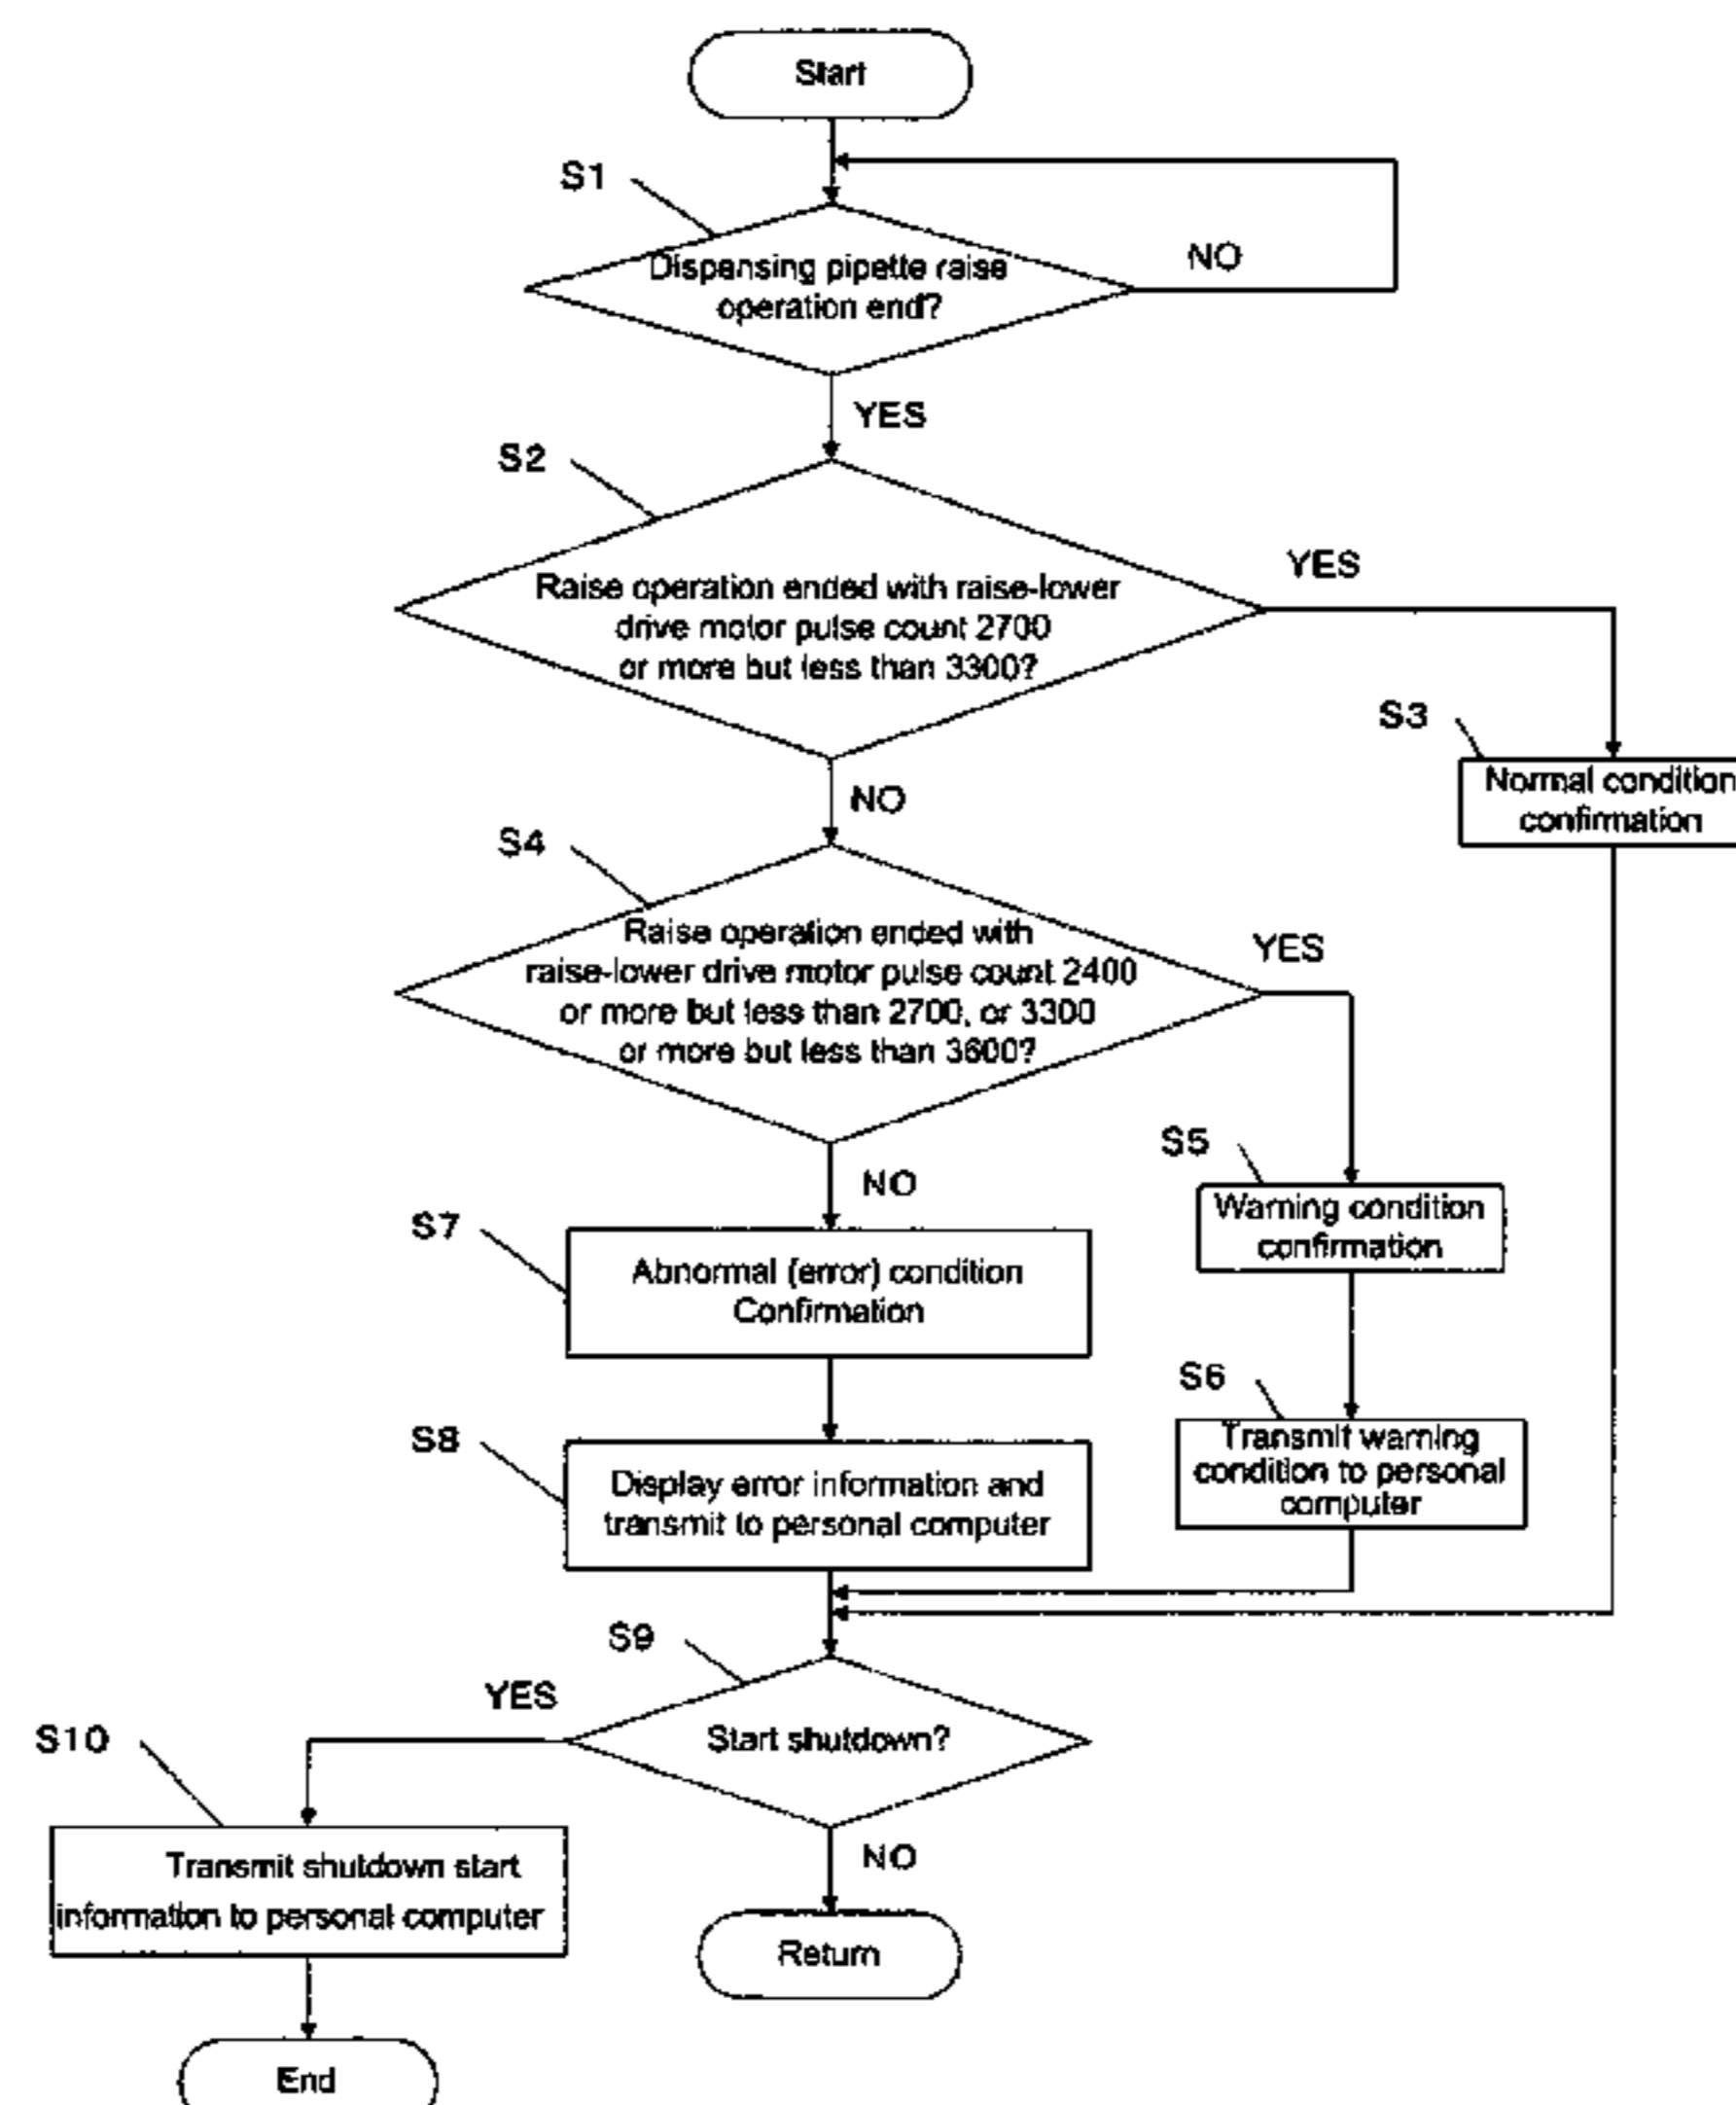 Start
S1
Dispensing pipette raise
operation end?
NO
YES
S2
Raise operation ended with raise-lower
drive motor pulse count 2700
or more but less than 3300?
YES
S3
Normal condition
confirmation
NO
S4
Raise operation ended with
raise-lower drive motor pulse count 2400
or more but less than 2700, or 3300
or more but less than 3600?
YES
S5
Warning condition
confirmation
NO
S7
Abnormal (error) condition
Confirmation
S6
Transmit warning
condition to personal
computer
S8
Display error information and
transmit to personal computer
S9
Start shutdown?
YES
S10
Transmit shutdown start
information to personal computer
NO
Return
End